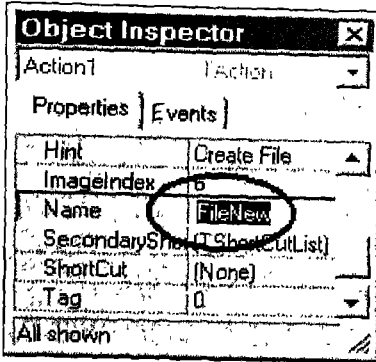 Object Inspector
Action1 TAction
Properties Events
Hint Create File
ImageIndex 6
Name FileNew
SecondaryShor (TShortCutList)
ShortCut (None)
Tag 0
All shown